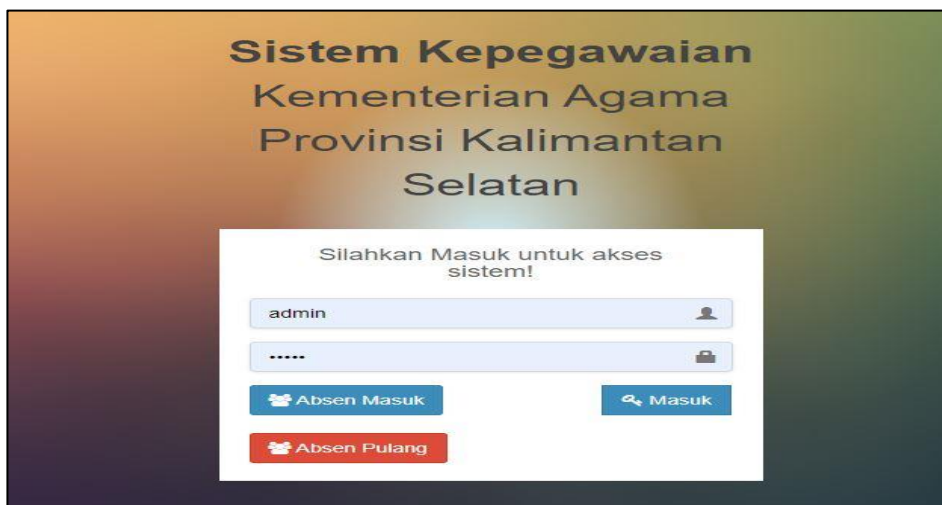 Sistem Kepegawaian
Kementerian Agama
Provinsi Kalimantan
Selatan
Silahkan Masuk untuk akses
sistem!
admin
•••••
Absen Masuk
Masuk
Absen Pulang